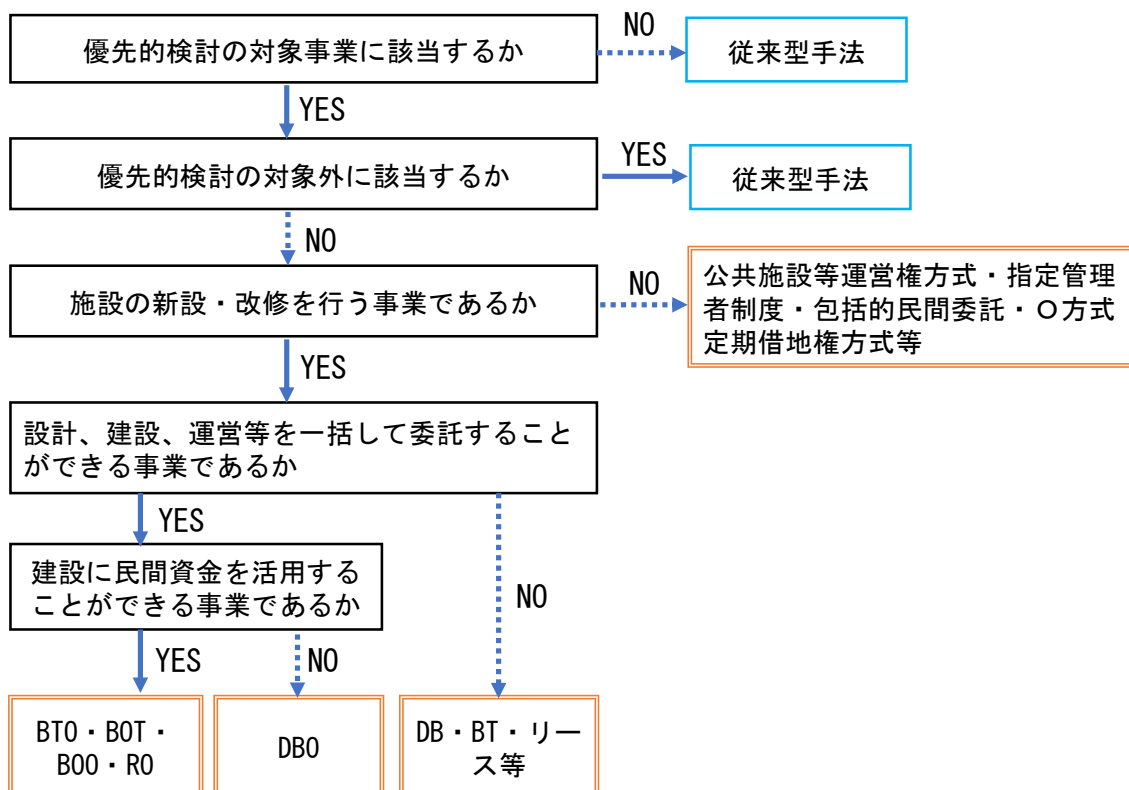 優先的検討の対象事業に該当するか
NO
従来型手法
YES
優先的検討の対象外に該当するか
YES
従来型手法
NO
施設の新設・改修を行う事業であるか
NO
公共施設等運営権方式・指定管理
者制度・包括的民間委託・O方式
定期借地権方式等
YES
設計、建設、運営等を一括して委託すること
ができる事業であるか
YES
建設に民間資金を活用する
ことができる事業であるか
NO
YES
NO
BTO・BOT・
BOO・RO
DBO
DB・BT・リー
ス等